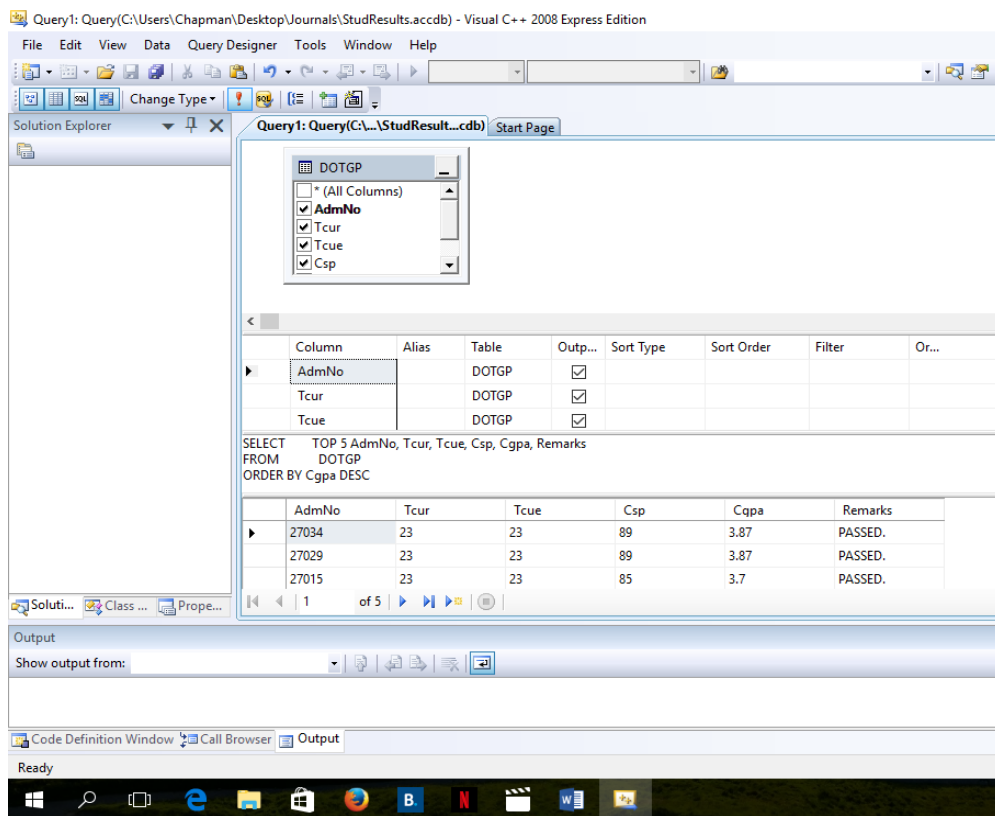 Query1: Query(C:\Users\Chapman\Desktop\Journals\StudResults.accdb) - Visual C++ 2008 Express Edition
File Edit View Data Query Designer Tools Window Help
SQL Change Type SQL
Solution Explorer
Query1: Query(C:\...\StudResult...cdb) Start Page
DOTGP
* (All Columns)
AdmNo
Tcur
Tcue
Csp
Column Alias Table Outp... Sort Type Sort Order Filter Or...
AdmNo DOTGP
Tcur DOTGP
Tcue DOTGP
SELECT TOP 5 AdmNo, Tcur, Tcue, Csp, Cgpa, Remarks
FROM DOTGP
ORDER BY Cgpa DESC
AdmNo Tcur Tcue Csp Cgpa Remarks
27034 23 23 89 3.87 PASSED.
27029 23 23 89 3.87 PASSED.
27015 23 23 85 3.7 PASSED.
1 of 5
Soluti... Class ... Prope...
Output
Show output from:
Code Definition Window Call Browser Output
Ready
B. N W